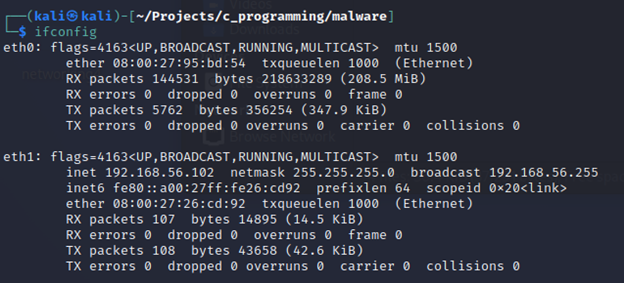 ┌──(kali㉿kali)-[~/Projects/c_programming/malware]
└─$ ifconfig
eth0: flags=4163<UP,BROADCAST,RUNNING,MULTICAST>  mtu 1500
        ether 08:00:27:95:bd:54  txqueuelen 1000  (Ethernet)
        RX packets 144531  bytes 218633289 (208.5 MiB)
        RX errors 0  dropped 0  overruns 0  frame 0
        TX packets 5762  bytes 356254 (347.9 KiB)
        TX errors 0  dropped 0 overruns 0  carrier 0  collisions 0

eth1: flags=4163<UP,BROADCAST,RUNNING,MULTICAST>  mtu 1500
        inet 192.168.56.102  netmask 255.255.255.0  broadcast 192.168.56.255
        inet6 fe80::a00:27ff:fe26:cd92  prefixlen 64  scopeid 0×20<link>
        ether 08:00:27:26:cd:92  txqueuelen 1000  (Ethernet)
        RX packets 107  bytes 14895 (14.5 KiB)
        RX errors 0  dropped 0  overruns 0  frame 0
        TX packets 108  bytes 43658 (42.6 KiB)
        TX errors 0  dropped 0 overruns 0  carrier 0  collisions 0